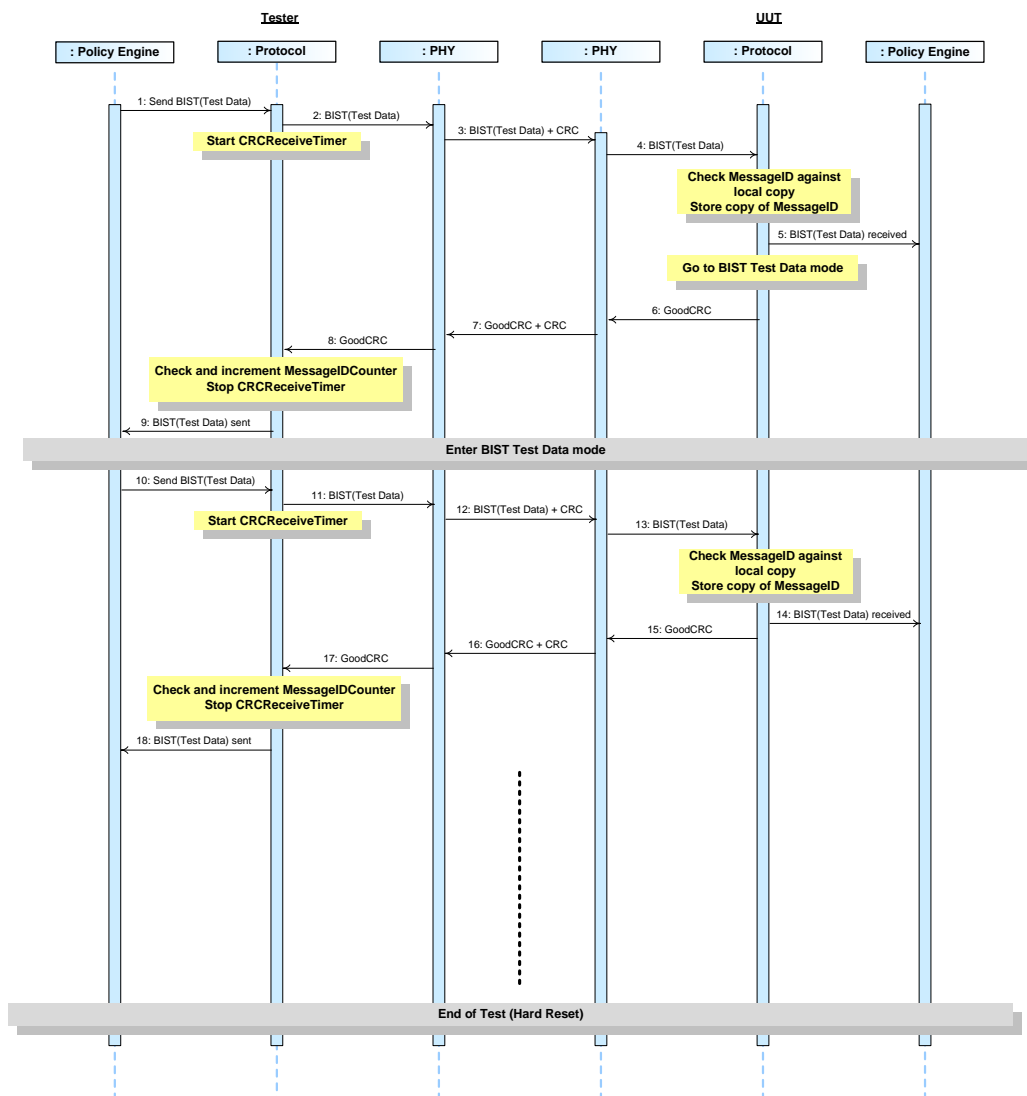 Tester
UUT
: Policy Engine
: Protocol
: PHY
: PHY
: Protocol
: Policy Engine
1: Send BIST(Test Data)
2: BIST(Test Data)
Start CRCReceiveTimer
3: BIST(Test Data) + CRC
4: BIST(Test Data)
Check MessageID against
local copy
Store copy of MessageID
5: BIST(Test Data) received
Go to BIST Test Data mode
6: GoodCRC
7: GoodCRC + CRC
8: GoodCRC
Check and increment MessageIDCounter
Stop CRCReceiveTimer
9: BIST(Test Data) sent
Enter BIST Test Data mode
10: Send BIST(Test Data)
11: BIST(Test Data)
Start CRCReceiveTimer
12: BIST(Test Data) + CRC
13: BIST(Test Data)
Check MessageID against
local copy
Store copy of MessageID
14: BIST(Test Data) received
15: GoodCRC
16: GoodCRC + CRC
17: GoodCRC
Check and increment MessageIDCounter
Stop CRCReceiveTimer
18: BIST(Test Data) sent
End of Test (Hard Reset)